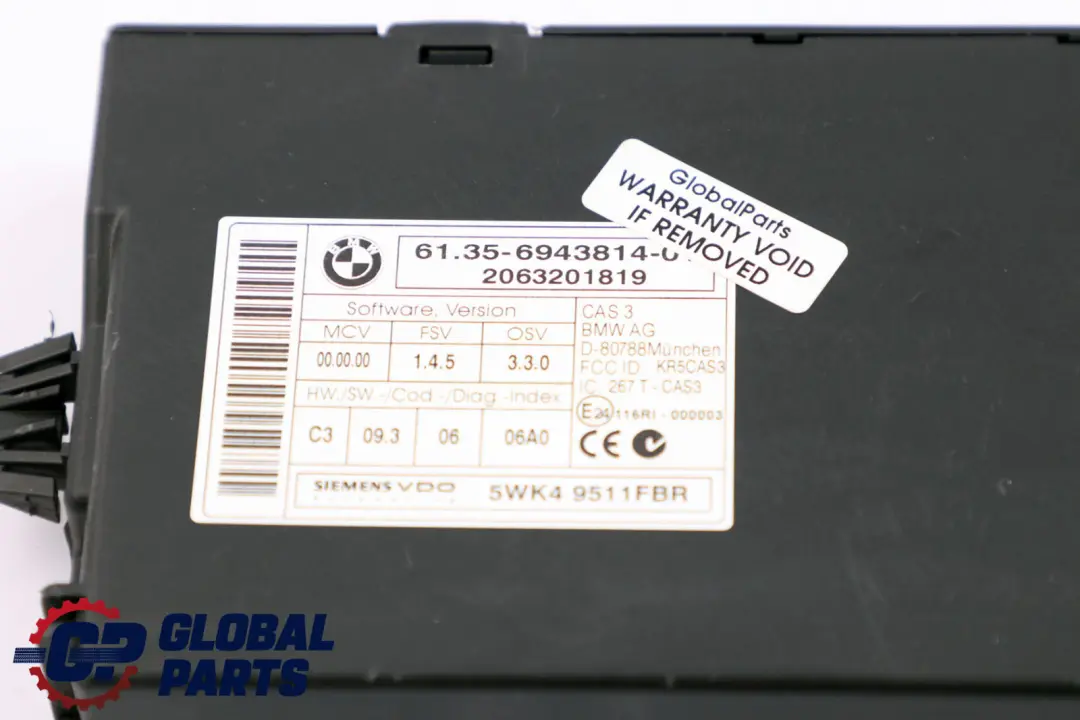 GlobalParts
WARRANTY VOID
IF REMOVED
BMW
61.35-6943814-0
2063201819
Software, Version
MCV FSV OSV
00.00.00 1.4.5 3.3.0
HW-/SW-/Cod-/Diag-Index
C3 09.3 06 06A0
CAS 3
BMW AG
D-80788München
FCC ID KR5CAS3
IC 267 T-CAS3
E24 116RI-000003
CE
SIEMENS VDO
5WK4 9511FBR
GP GLOBAL
PARTS